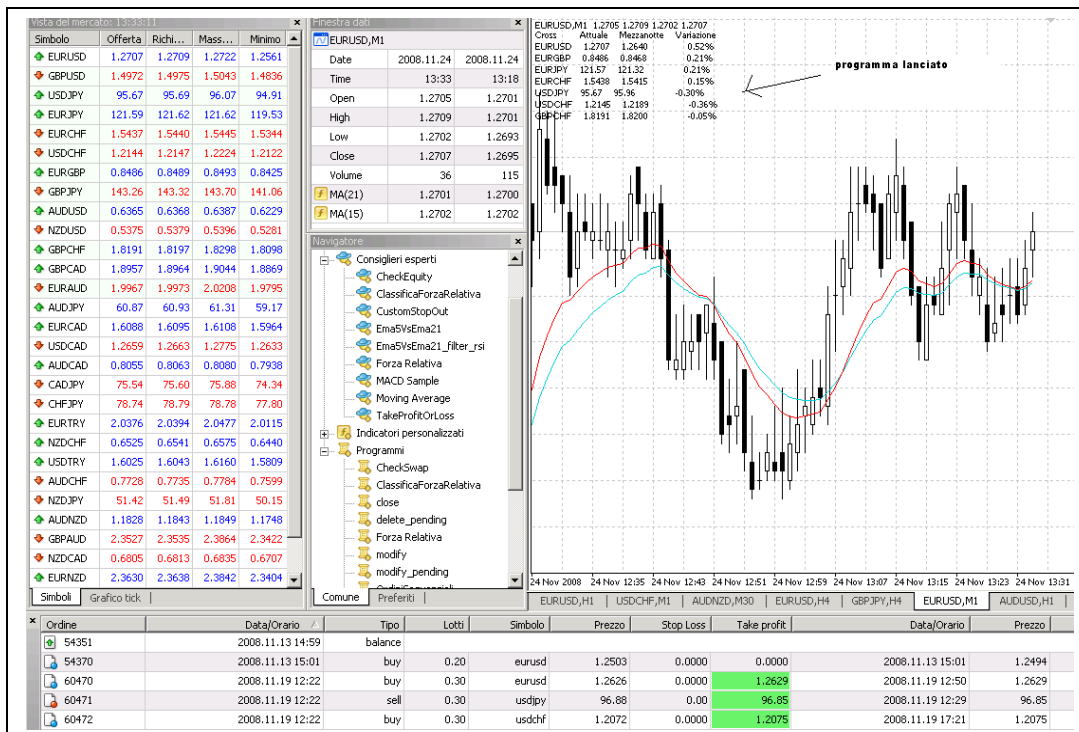 Vista del mercato: 13:33:11
Simbolo Offerta Richi... Mass... Minimo
EURUSD 1.2707 1.2709 1.2722 1.2561
GBPUSD 1.4972 1.4975 1.5043 1.4836
USDJPY 95.67 95.69 96.07 94.91
EURJPY 121.59 121.62 121.62 119.53
EURCHF 1.5437 1.5440 1.5445 1.5344
USDCHF 1.2144 1.2147 1.2224 1.2122
EURGBP 0.8486 0.8489 0.8493 0.8425
GBPJPY 143.26 143.32 143.70 141.06
AUDUSD 0.6365 0.6368 0.6387 0.6229
NZDUSD 0.5375 0.5379 0.5396 0.5281
GBPCHF 1.8191 1.8197 1.8298 1.8098
GBPCAD 1.8957 1.8964 1.9044 1.8869
EURAUD 1.9967 1.9973 2.0208 1.9795
AUDJPY 60.87 60.93 61.31 59.17
EURCAD 1.6088 1.6095 1.6108 1.5964
USDCAD 1.2659 1.2663 1.2775 1.2633
AUDCAD 0.8055 0.8063 0.8080 0.7938
CADJPY 75.54 75.60 75.88 74.34
CHFJPY 78.74 78.79 78.78 77.80
EURTRY 2.0376 2.0394 2.0477 2.0115
NZDCHF 0.6525 0.6541 0.6575 0.6440
USDTRY 1.6025 1.6043 1.6160 1.5809
AUDCHF 0.7728 0.7735 0.7784 0.7599
NZDJPY 51.42 51.49 51.81 50.15
AUDNZD 1.1828 1.1843 1.1849 1.1748
GBPAUD 2.3527 2.3535 2.3864 2.3422
NZDCAD 0.6805 0.6813 0.6835 0.6707
EURNZD 2.3630 2.3638 2.3842 2.3404
Simboli Grafico tick
Finestra dati
EURUSD,M1
Date 2008.11.24 2008.11.24
Time 13:33 13:18
Open 1.2705 1.2701
High 1.2709 1.2701
Low 1.2702 1.2693
Close 1.2707 1.2695
Volume 36 115
MA(21) 1.2701 1.2700
MA(15) 1.2702 1.2702
Navigatore
Consiglieri esperti
CheckEquity
ClassificaForzaRelativa
CustomStopOut
Ema5VsEma21
Ema5VsEma21_filter_rsi
Forza Relativa
MACD Sample
Moving Average
TakeProfitOrLoss
Indicatori personalizzati
Programmi
CheckSwap
ClassificaForzaRelativa
close
delete_pending
Forza Relativa
modify
modify_pending
Comune Preferiti
EURUSD,M1 1.2705 1.2709 1.2702 1.2707
Cross Attuale Mezzanotte Variazione
EURUSD 1.2707 1.2640 0.52%
EURGBP 0.8486 0.8468 0.21%
EURJPY 121.57 121.32 0.21%
EURCHF 1.5438 1.5415 0.15%
USDJPY 95.67 95.96 -0.30%
USDCHF 1.2145 1.2189 -0.36%
GBPCHF 1.8191 1.8200 -0.05%
programma lanciato
24 Nov 2008 24 Nov 12:35 24 Nov 12:43 24 Nov 12:51 24 Nov 12:59 24 Nov 13:07 24 Nov 13:15 24 Nov 13:23 24 Nov 13:31
EURUSD,H1 USDCHF,M1 AUDNZD,M30 EURUSD,H4 GBPJPY,H4 EURUSD,M1 AUDUSD,H1
Ordine Data/Orario Tipo Lotti Simbolo Prezzo Stop Loss Take profit Data/Orario Prezzo
54351 2008.11.13 14:59 balance
54370 2008.11.13 15:01 buy 0.20 eurusd 1.2503 0.0000 0.0000 2008.11.13 15:01 1.2494
60470 2008.11.19 12:22 buy 0.30 eurusd 1.2626 0.0000 1.2629 2008.11.19 12:50 1.2629
60471 2008.11.19 12:22 sell 0.30 usdjpy 96.88 0.00 96.85 2008.11.19 12:29 96.85
60472 2008.11.19 12:22 buy 0.30 usdchf 1.2072 0.0000 1.2075 2008.11.19 17:21 1.2075